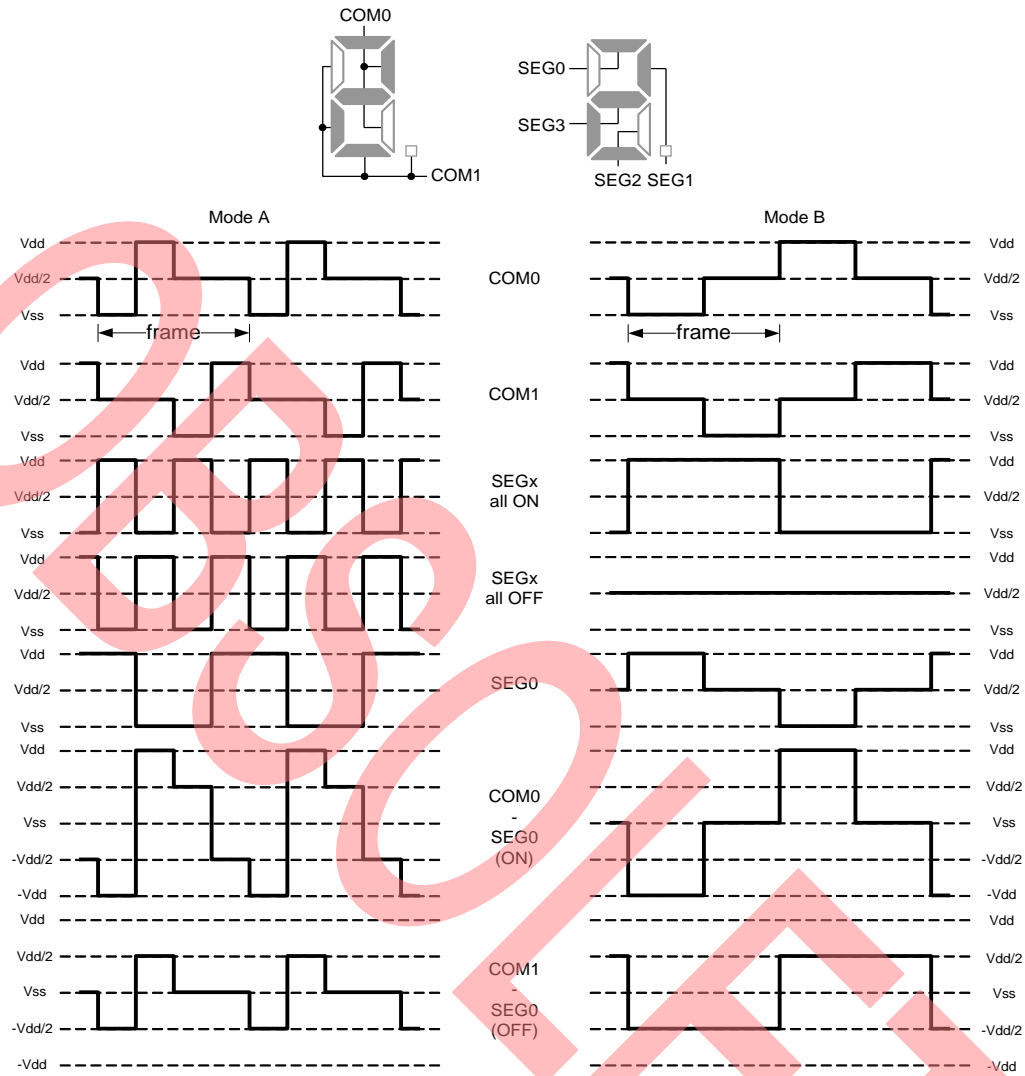 COM0
SEG0
SEG3
COM1
SEG2 SEG1
Mode A
Mode B
Vdd
Vdd/2
Vss
COM0
Vdd
Vdd/2
Vss
frame
frame
Vdd
Vdd/2
Vss
COM1
Vdd
Vdd/2
Vss
Vdd
Vdd/2
Vss
SEGx
all ON
Vdd
Vdd/2
Vss
Vdd
Vdd/2
Vss
SEGx
all OFF
Vdd
Vdd/2
Vss
Vdd
Vdd/2
Vss
SEG0
Vdd
Vdd/2
Vss
Vdd
Vdd/2
Vss
-Vdd/2
-Vdd
COM0
-
SEG0
(ON)
Vdd
Vdd/2
Vss
-Vdd/2
-Vdd
Vdd
Vdd/2
Vss
-Vdd/2
-Vdd
COM1
-
SEG0
(OFF)
Vdd
Vdd/2
Vss
-Vdd/2
-Vdd